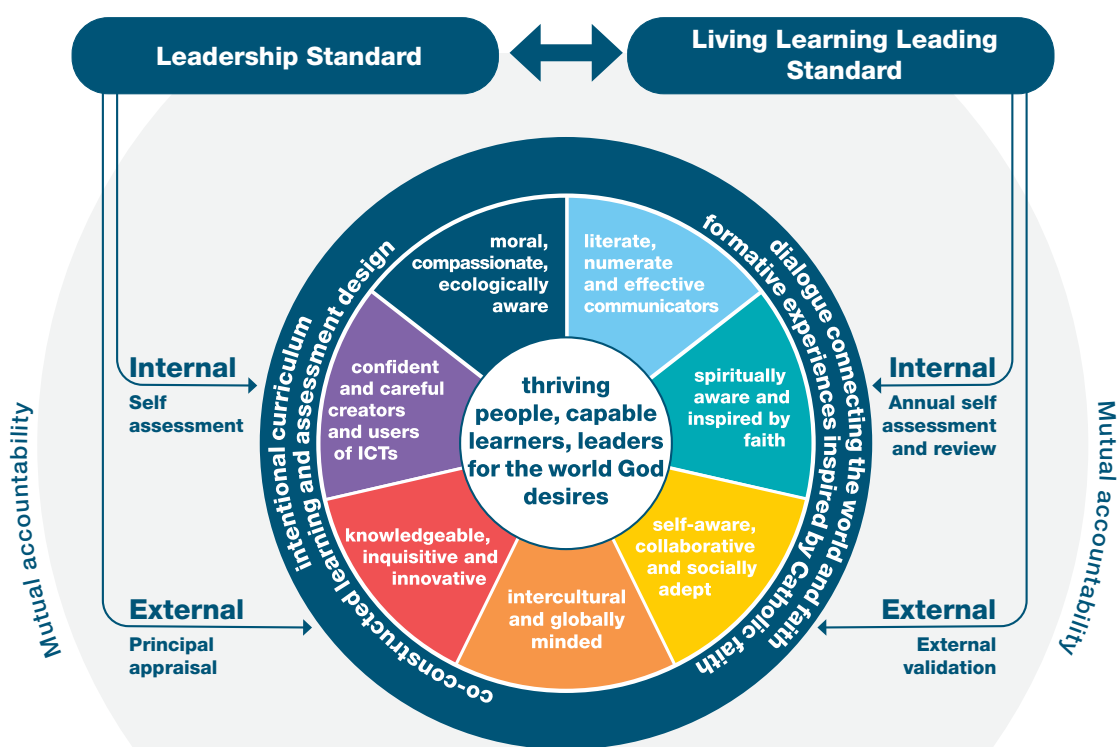 Leadership Standard
Living Learning Leading
Standard
Mutual accountability
Internal
Self
assessment
External
Principal
appraisal
intentional curriculum
co-constructed learning and assessment design
moral,
compassionate,
ecologically
aware
literate,
numerate
and effective
communicators
spiritually
aware and
inspired by
faith
self-aware,
collaborative
and socially
adept
intercultural
and globally
minded
knowledgeable,
inquisitive and
innovative
confident
and careful
creators
and users
of ICTs
thriving
people, capable
learners, leaders
for the world God
desires
dialogue connecting the world and faith
formative experiences inspired by Catholic faith
Internal
Annual self
assessment
and review
External
External
validation
Mutual accountability